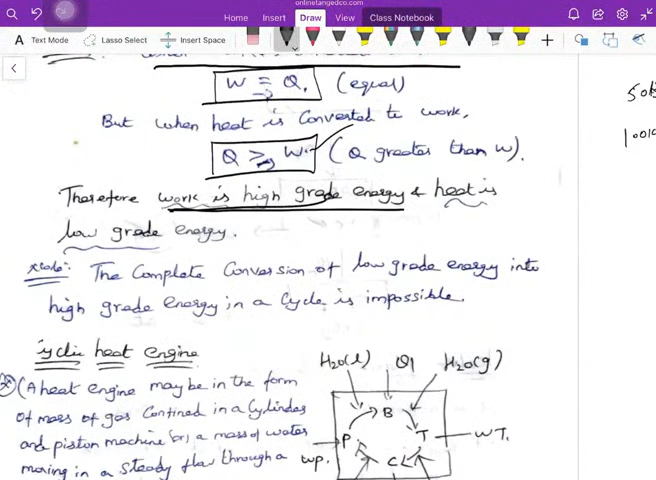 onlinetangedco.com
Home Insert Draw View Class Notebook
A Text Mode Lasso Select Insert Space
W = Q. (equal)
But when heat is Converted to work,
Q > W. (Q greater than W).
Therefore work is high grade energy & heat is
low grade energy.
The Complete Conversion of low grade energy into
high grade energy in a Cycle is impossible.
cyclic heat engine
H2O(l) Q1 H2O(g)
(A heat engine may be in the form
of mass of gas Confined in a Cylinder
B
and piston machine (or) a mass of water
P T WT.
moving in a Steady flow through a
wp. C